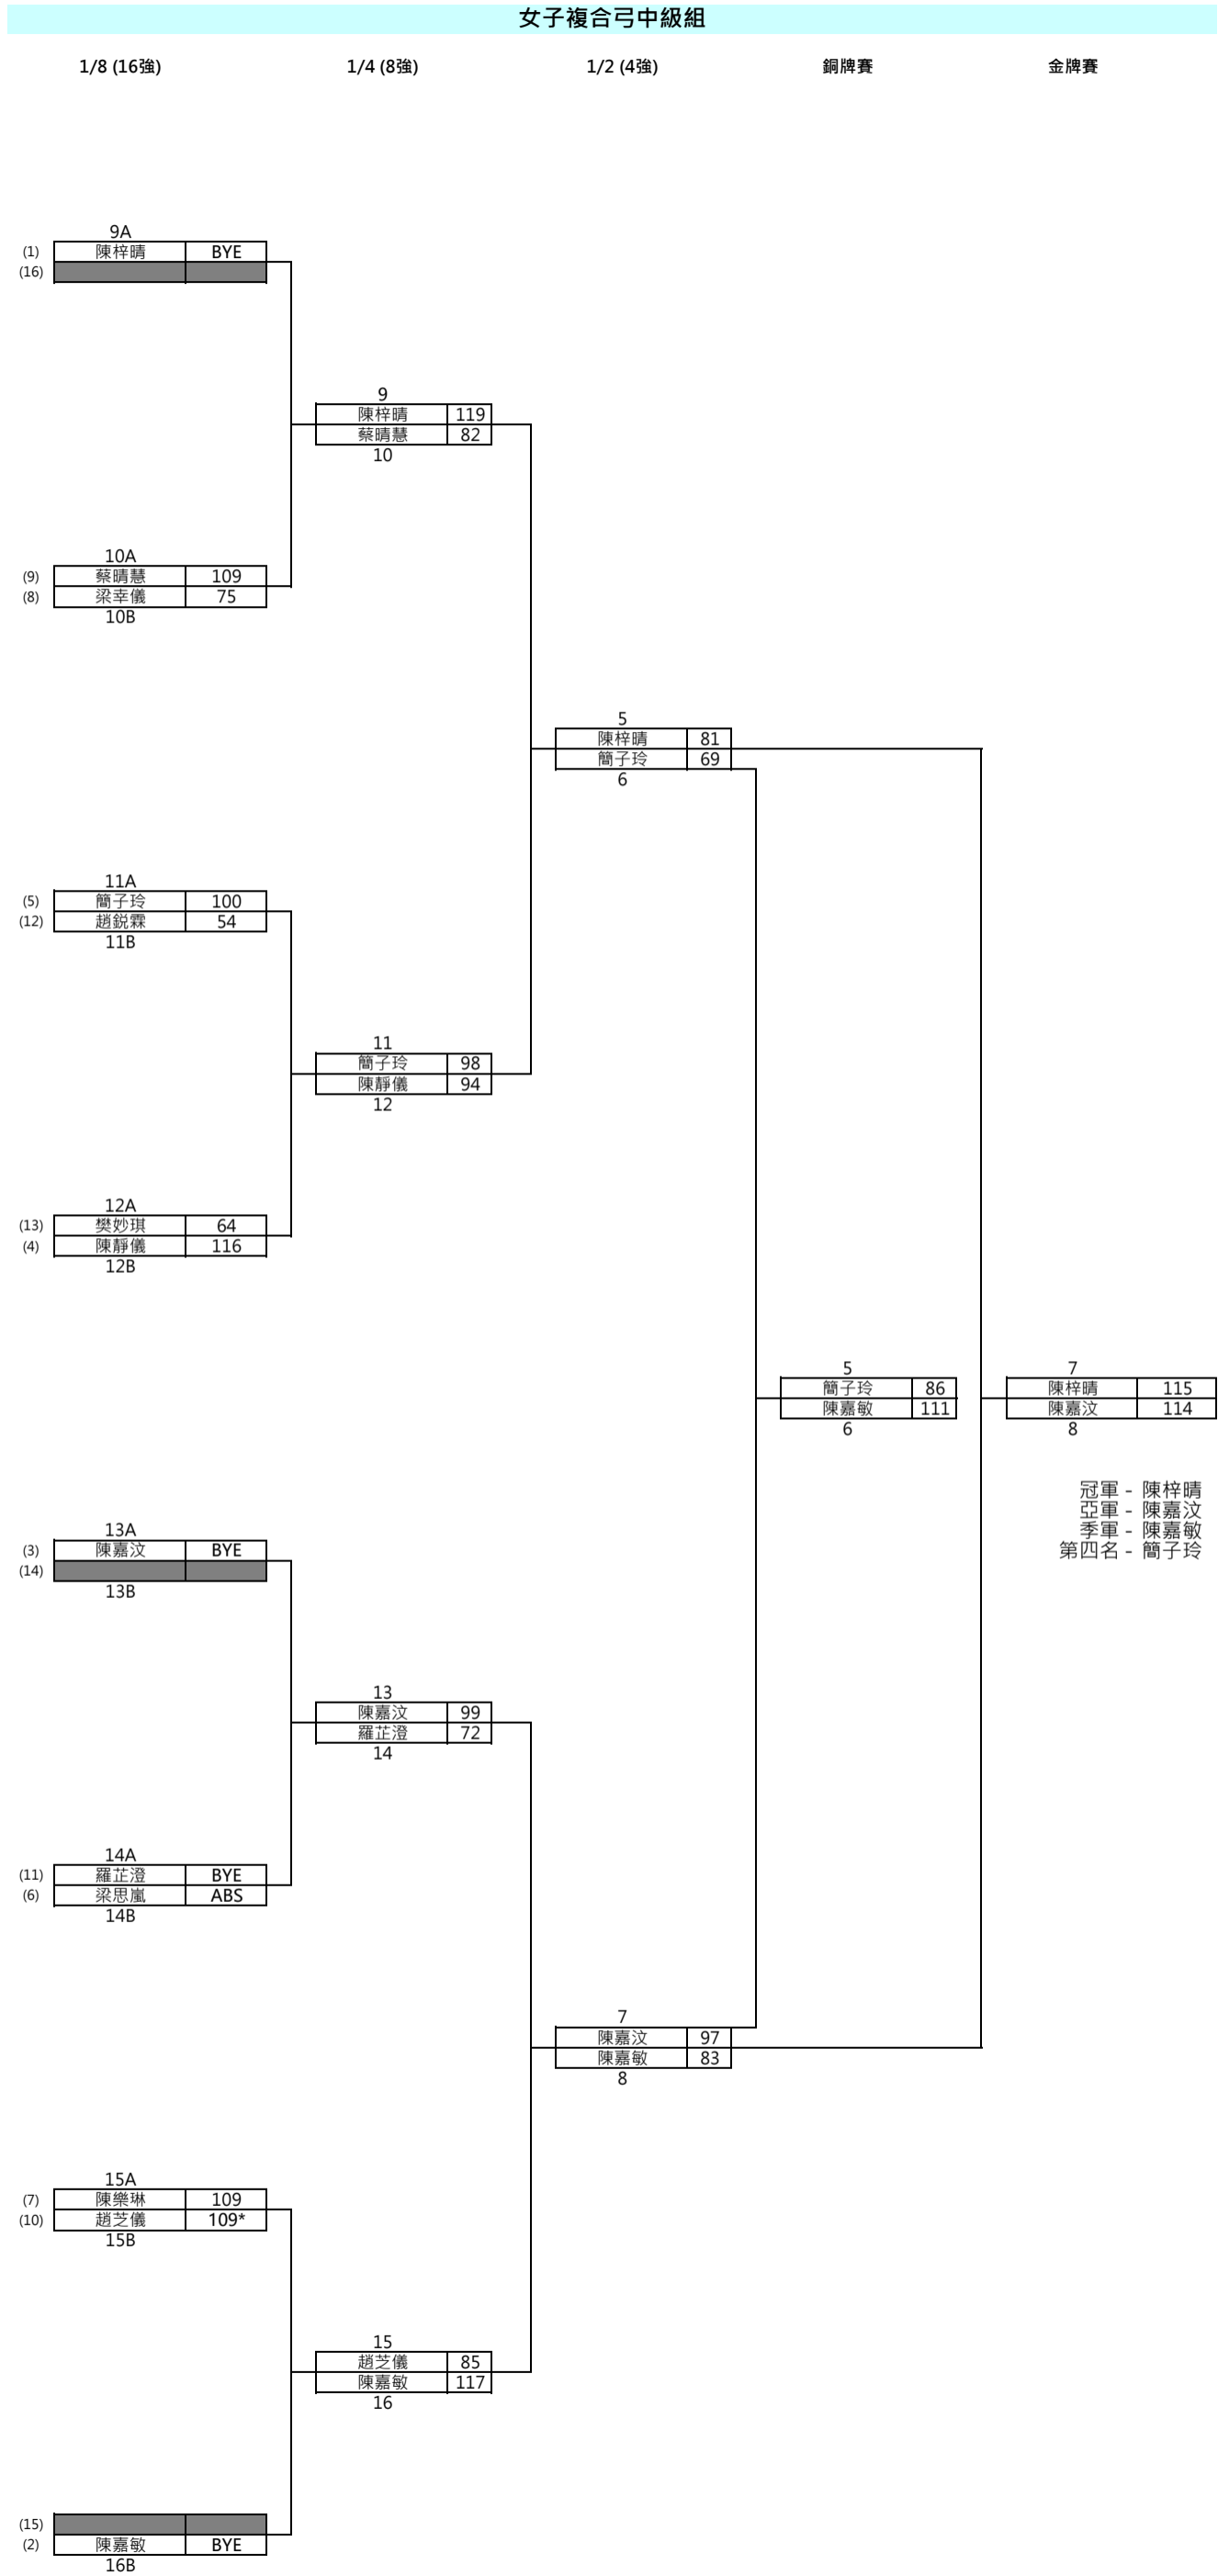 女子複合弓中級組
1/8 (16強) 1/4 (8強) 1/2 (4強) 銅牌賽 金牌賽
9A
(1) 陳梓晴 BYE
(16)
9
陳梓晴 119
蔡晴慧 82
10
10A
(9) 蔡晴慧 109
(8) 梁幸儀 75
10B
5
陳梓晴 81
簡子玲 69
6
11A
(5) 簡子玲 100
(12) 趙鋭霖 54
11B
11
簡子玲 98
陳靜儀 94
12
12A
(13) 樊妙琪 64
(4) 陳靜儀 116
12B
5
簡子玲 86
陳嘉敏 111
6
7
陳梓晴 115
陳嘉汶 114
8
冠軍 - 陳梓晴
亞軍 - 陳嘉汶
季軍 - 陳嘉敏
第四名 - 簡子玲
13A
(3) 陳嘉汶 BYE
(14)
13B
13
陳嘉汶 99
羅芷澄 72
14
14A
(11) 羅芷澄 BYE
(6) 梁思嵐 ABS
14B
7
陳嘉汶 97
陳嘉敏 83
8
15A
(7) 陳樂琳 109
(10) 趙芝儀 109*
15B
15
趙芝儀 85
陳嘉敏 117
16
(15)
(2) 陳嘉敏 BYE
16B